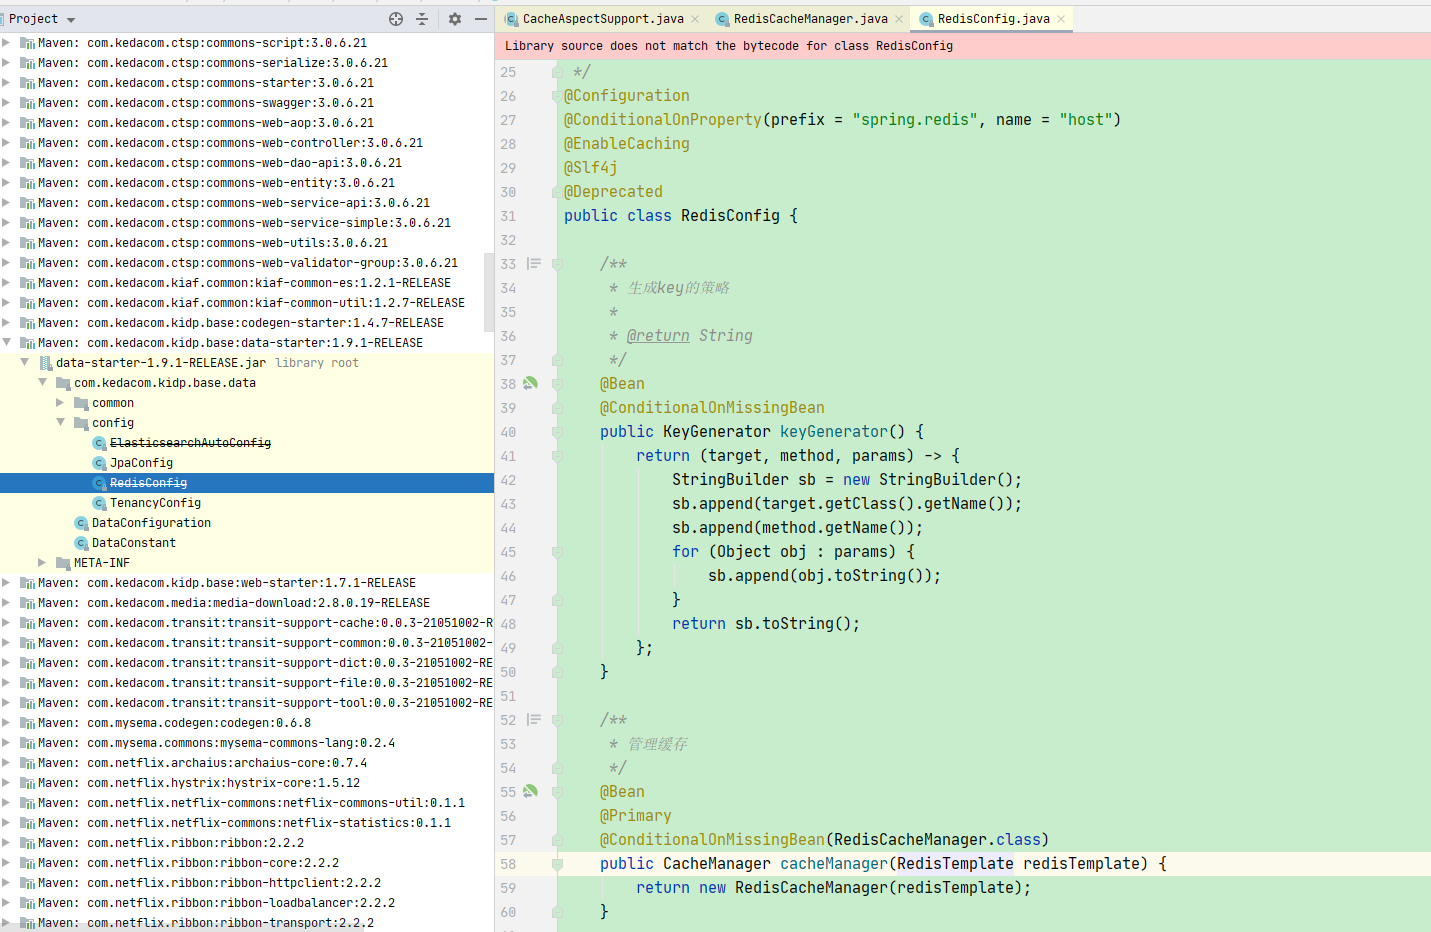 Project
Maven: com.kedacom.ctsp:commons-script:3.0.6.21
Maven: com.kedacom.ctsp:commons-serialize:3.0.6.21
Maven: com.kedacom.ctsp:commons-starter:3.0.6.21
Maven: com.kedacom.ctsp:commons-swagger:3.0.6.21
Maven: com.kedacom.ctsp:commons-web-aop:3.0.6.21
Maven: com.kedacom.ctsp:commons-web-controller:3.0.6.21
Maven: com.kedacom.ctsp:commons-web-dao-api:3.0.6.21
Maven: com.kedacom.ctsp:commons-web-entity:3.0.6.21
Maven: com.kedacom.ctsp:commons-web-service-api:3.0.6.21
Maven: com.kedacom.ctsp:commons-web-service-simple:3.0.6.21
Maven: com.kedacom.ctsp:commons-web-utils:3.0.6.21
Maven: com.kedacom.ctsp:commons-web-validator-group:3.0.6.21
Maven: com.kedacom.kiaf.common:kiaf-common-es:1.2.1-RELEASE
Maven: com.kedacom.kiaf.common:kiaf-common-util:1.2.7-RELEASE
Maven: com.kedacom.kidp.base:codegen-starter:1.4.7-RELEASE
Maven: com.kedacom.kidp.base:data-starter:1.9.1-RELEASE
data-starter-1.9.1-RELEASE.jar library root
com.kedacom.kidp.base.data
common
config
ElasticsearchAutoConfig
JpaConfig
RedisConfig
TenancyConfig
DataConfiguration
DataConstant
META-INF
Maven: com.kedacom.kidp.base:web-starter:1.7.1-RELEASE
Maven: com.kedacom.media:media-download:2.8.0.19-RELEASE
Maven: com.kedacom.transit:transit-support-cache:0.0.3-21051002-R
Maven: com.kedacom.transit:transit-support-common:0.0.3-21051002-
Maven: com.kedacom.transit:transit-support-dict:0.0.3-21051002-RE
Maven: com.kedacom.transit:transit-support-file:0.0.3-21051002-RE
Maven: com.kedacom.transit:transit-support-tool:0.0.3-21051002-RE
Maven: com.mysema.codegen:codegen:0.6.8
Maven: com.mysema.commons:mysema-commons-lang:0.2.4
Maven: com.netflix.archaius:archaius-core:0.7.4
Maven: com.netflix.hystrix:hystrix-core:1.5.12
Maven: com.netflix.netflix-commons:netflix-commons-util:0.1.1
Maven: com.netflix.netflix-commons:netflix-statistics:0.1.1
Maven: com.netflix.ribbon:ribbon:2.2.2
Maven: com.netflix.ribbon:ribbon-core:2.2.2
Maven: com.netflix.ribbon:ribbon-httpclient:2.2.2
Maven: com.netflix.ribbon:ribbon-loadbalancer:2.2.2
Maven: com.netflix.ribbon:ribbon-transport:2.2.2
CacheAspectSupport.java RedisCacheManager.java RedisConfig.java
Library source does not match the bytecode for class RedisConfig
25 */
26 @Configuration
27 @ConditionalOnProperty(prefix = "spring.redis", name = "host")
28 @EnableCaching
29 @Slf4j
30 @Deprecated
31 public class RedisConfig {
32
33 /**
34 * 生成key的策略
35 *
36 * @return String
37 */
38 @Bean
39 @ConditionalOnMissingBean
40 public KeyGenerator keyGenerator() {
41 return (target, method, params) -> {
42 StringBuilder sb = new StringBuilder();
43 sb.append(target.getClass().getName());
44 sb.append(method.getName());
45 for (Object obj : params) {
46 sb.append(obj.toString());
47 }
48 return sb.toString();
49 };
50 }
51
52 /**
53 * 管理缓存
54 */
55 @Bean
56 @Primary
57 @ConditionalOnMissingBean(RedisCacheManager.class)
58 public CacheManager cacheManager(RedisTemplate redisTemplate) {
59 return new RedisCacheManager(redisTemplate);
60 }